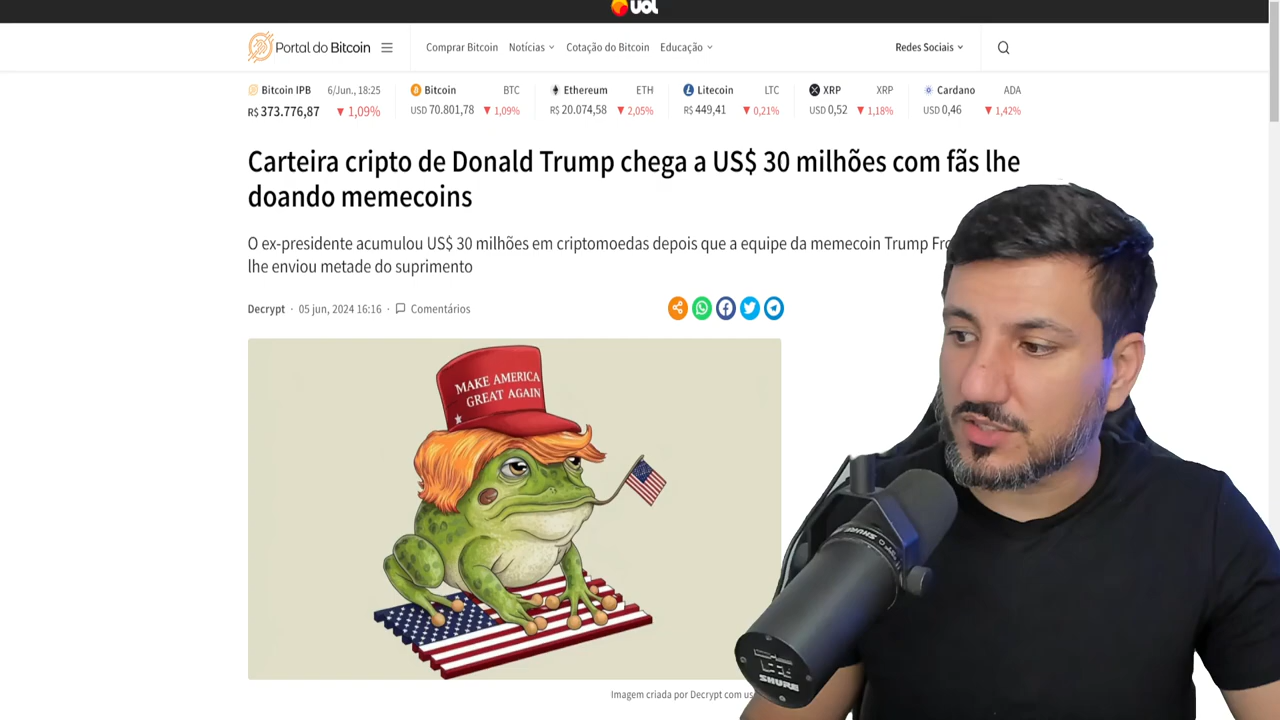 UOL
Portal do Bitcoin
Comprar Bitcoin Notícias Cotação do Bitcoin Educação Redes Sociais
Bitcoin IPB 6/Jun., 18:25
R$ 373.776,87 ▼ 1,09%
Bitcoin BTC
USD 70.801,78 ▼ 1,09%
Ethereum ETH
R$ 20.074,58 ▼ 2,05%
Litecoin LTC
R$ 449,41 ▼ 0,21%
XRP XRP
USD 0,52 ▼ 1,18%
Cardano ADA
USD 0,46 ▼ 1,42%
Carteira cripto de Donald Trump chega a US$ 30 milhões com fãs lhe
doando memecoins
O ex-presidente acumulou US$ 30 milhões em criptomoedas depois que a equipe da memecoin Trump
lhe enviou metade do suprimento
Decrypt · 05 jun, 2024 16:16 · Comentários
MAKE AMERICA
GREAT AGAIN
Imagem criada por Decrypt com
SHURE
SHURE